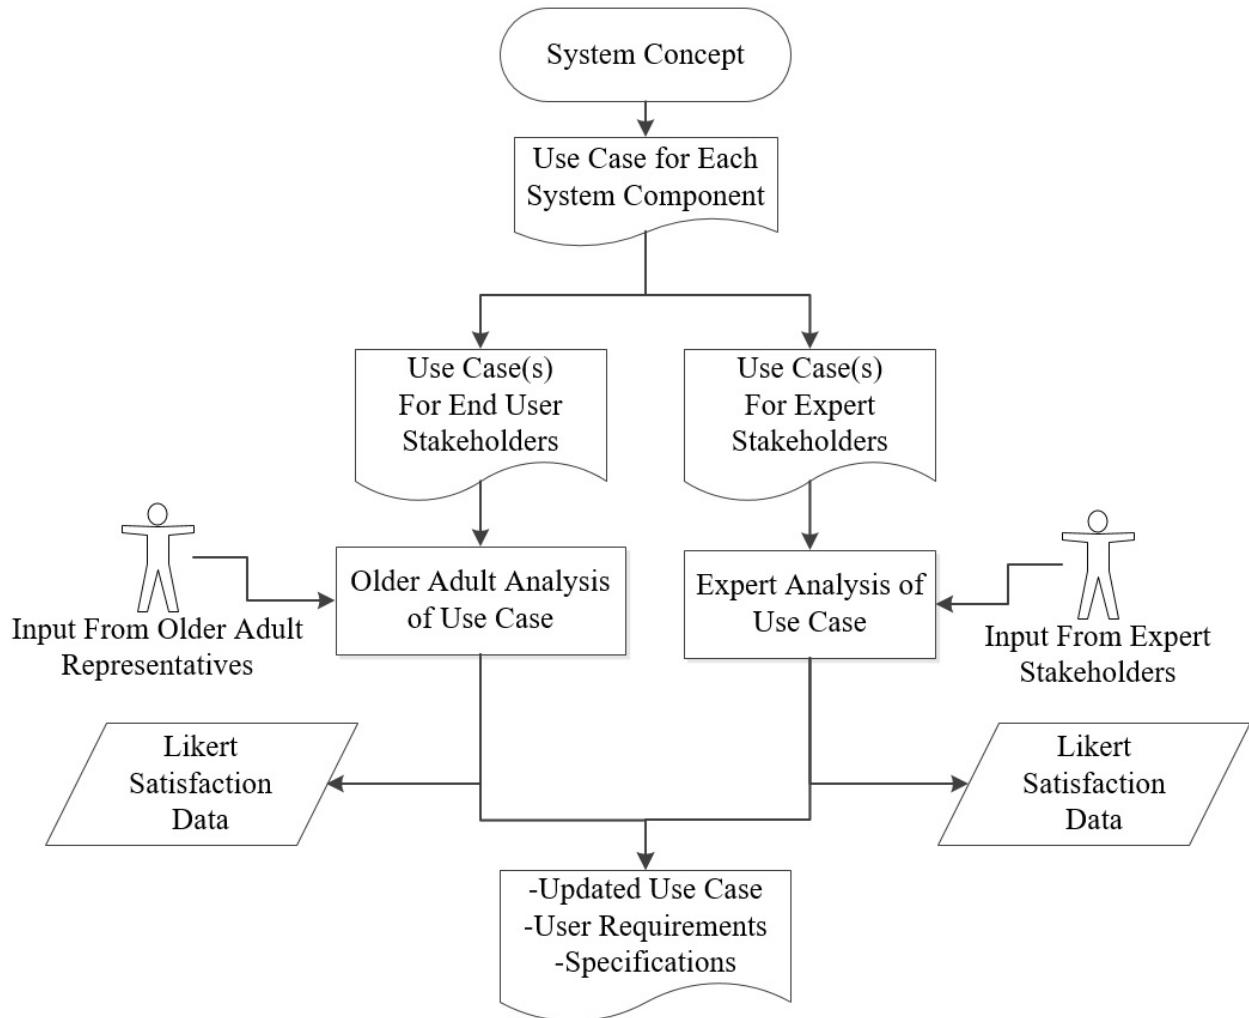 System Concept
Use Case for Each
System Component
Use Case(s)
For End User
Stakeholders
Use Case(s)
For Expert
Stakeholders
Older Adult Analysis
of Use Case
Expert Analysis of
Use Case
Input From Older Adult
Representatives
Input From Expert
Stakeholders
Likert
Satisfaction
Data
Likert
Satisfaction
Data
-Updated Use Case
-User Requirements
-Specifications